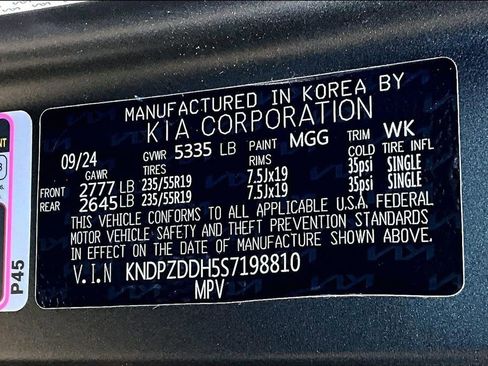 MANUFACTURED IN KOREA BY
KIA CORPORATION
09/24 GVWR 5335 LB PAINT MGG TRIM WK
GAWR TIRES RIMS COLD TIRE INFL
FRONT 2777 LB 235/55R19 7.5Jx19 35psi SINGLE
REAR 2645 LB 235/55R19 7.5Jx19 35psi SINGLE
THIS VEHICLE CONFORMS TO ALL APPLICABLE U.S.A. FEDERAL
MOTOR VEHICLE SAFETY AND THEFT PREVENTION STANDARDS
IN EFFECT ON THE DATE OF MANUFACTURE SHOWN ABOVE.
V.I.N KNDPZDDH5S7198810
MPV
P45